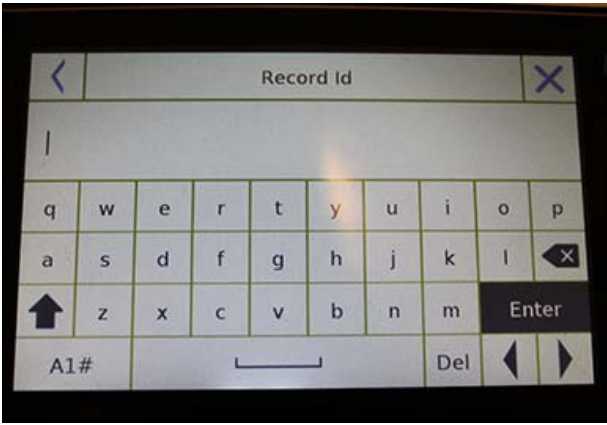 Record Id
q w e r t y u i o p
a s d f g h j k l
z x c v b n m Enter
A1# Del